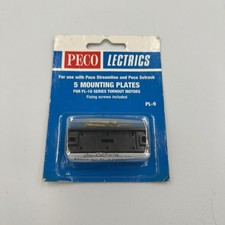 PECO LECTRICS
For use with Peco Streamline and Peco Setrack
5 MOUNTING PLATES
FOR PL-10 SERIES TURNOUT MOTORS
Fixing screws included
PL-9